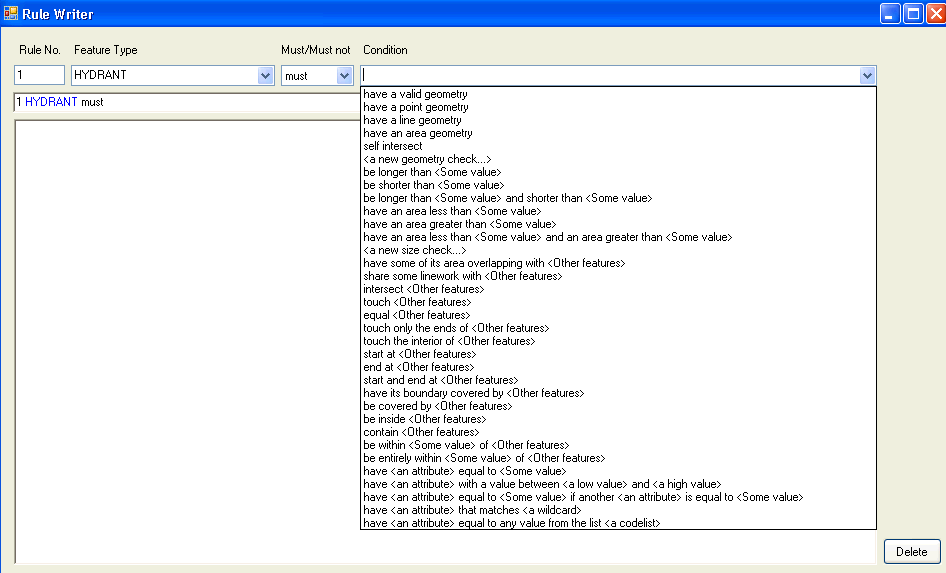 Rule Writer
Rule No. Feature Type Must/Must not Condition
1 HYDRANT must
1 HYDRANT must
have a valid geometry
have a point geometry
have a line geometry
have an area geometry
self intersect
<a new geometry check...>
be longer than <Some value>
be shorter than <Some value>
be longer than <Some value> and shorter than <Some value>
have an area less than <Some value>
have an area greater than <Some value>
have an area less than <Some value> and an area greater than <Some value>
<a new size check...>
have some of its area overlapping with <Other features>
share some linework with <Other features>
intersect <Other features>
touch <Other features>
equal <Other features>
touch only the ends of <Other features>
touch the interior of <Other features>
start at <Other features>
end at <Other features>
start and end at <Other features>
have its boundary covered by <Other features>
be covered by <Other features>
be inside <Other features>
contain <Other features>
be within <Some value> of <Other features>
be entirely within <Some value> of <Other features>
have <an attribute> equal to <Some value>
have <an attribute> with a value between <a low value> and <a high value>
have <an attribute> equal to <Some value> if another <an attribute> is equal to <Some value>
have <an attribute> that matches <a wildcard>
have <an attribute> equal to any value from the list <a codelist>
Delete